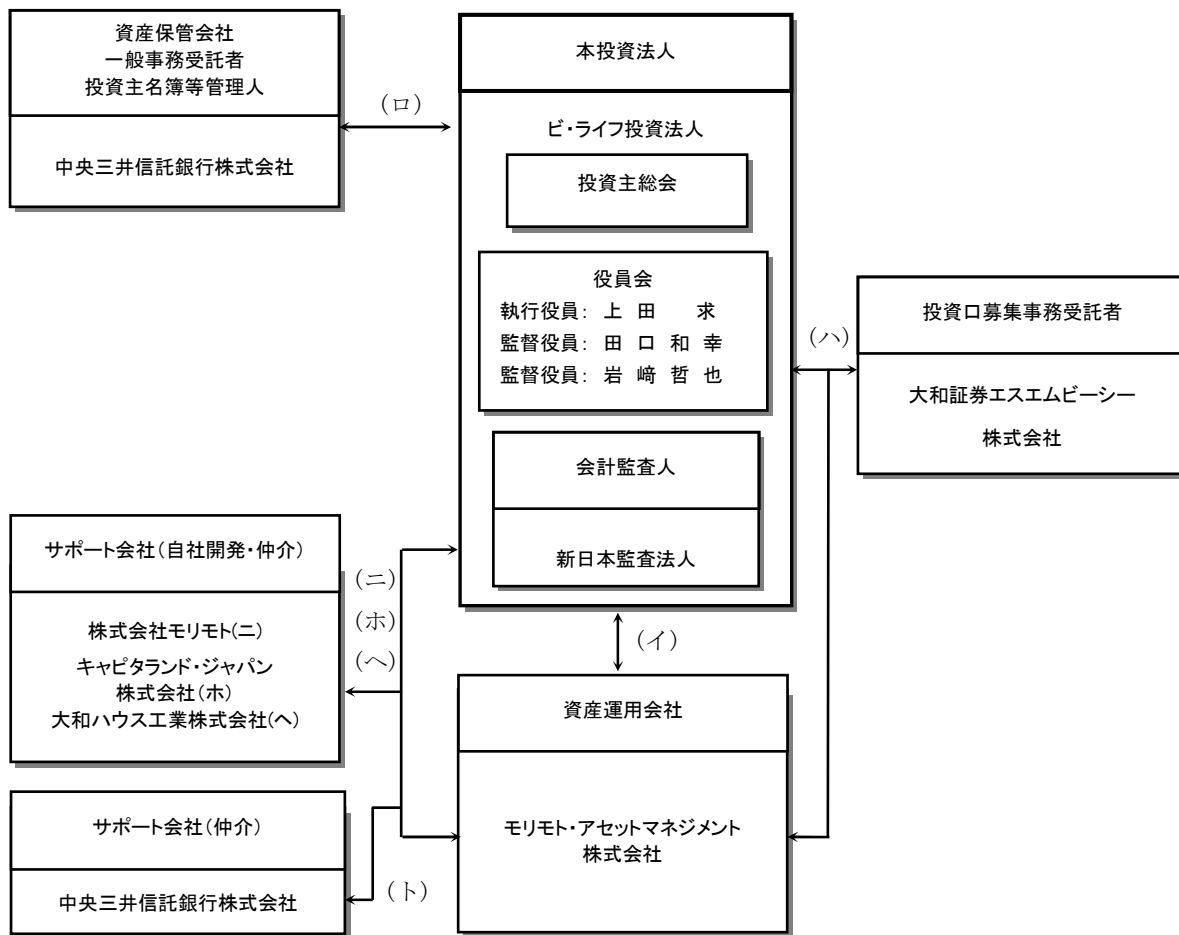 資産保管会社
一般事務受託者
投資主名簿等管理人
中央三井信託銀行株式会社
(ロ)
本投資法人
ビ・ライフ投資法人
投資主総会
役員会
執行役員: 上 田 求
監督役員: 田 口 和 幸
監督役員: 岩 﨑 哲 也
会計監査人
新日本監査法人
(ハ)
投資口募集事務受託者
大和証券エスエムビーシー
株式会社
サポート会社(自社開発・仲介)
株式会社モリモト(ニ)
キャピタランド・ジャパン
株式会社(ホ)
大和ハウス工業株式会社(ヘ)
(ニ)
(ホ)
(ヘ)
(イ)
資産運用会社
モリモト・アセットマネジメント
株式会社
サポート会社(仲介)
中央三井信託銀行株式会社
(ト)